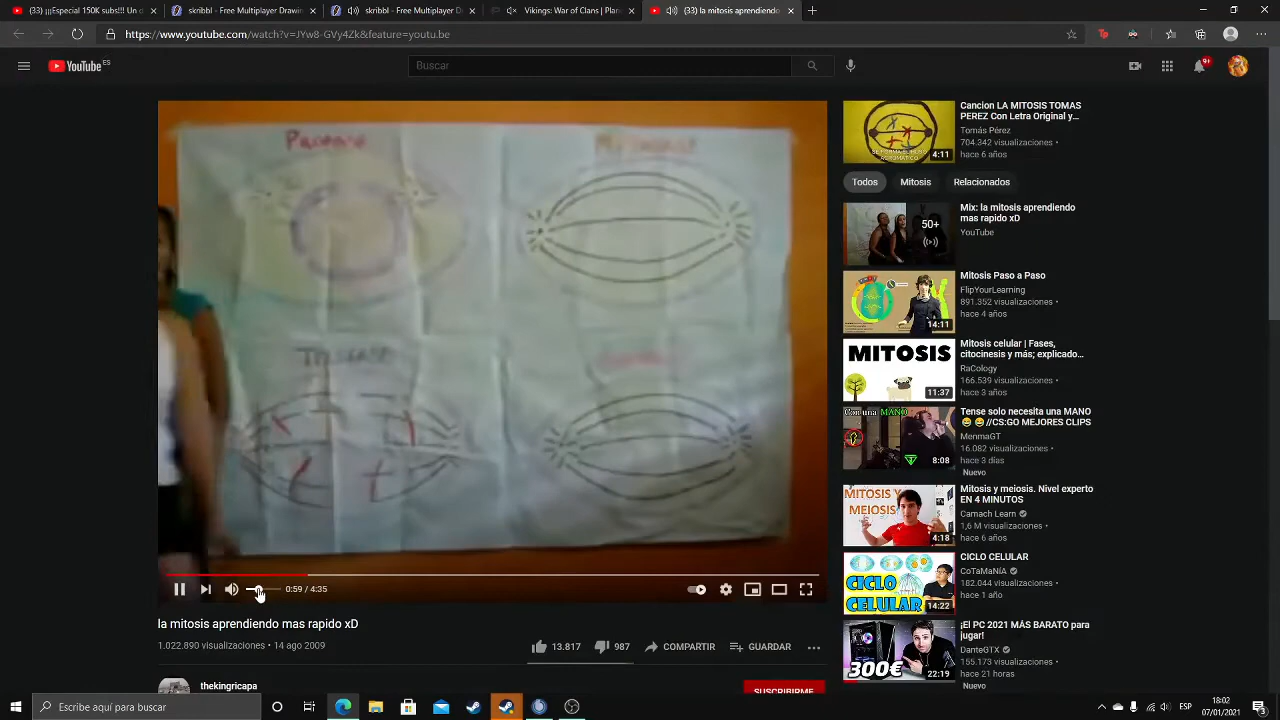 (33) ¡¡¡Especial 150K subs!!! Un d
skribbl - Free Multiplayer Drawin
skribbl - Free Multiplayer
Vikings: War of Clans | Plari
(33) la mitosis aprendiendo
https://www.youtube.com/watch?v=JYw8-GVy4Zk&feature=youtu.be
YouTube ES
Buscar
9+
Telofase
0:59 / 4:35
la mitosis aprendiendo mas rapido xD
1.022.890 visualizaciones • 14 ago 2009
13.817
987
COMPARTIR
GUARDAR
thekingricapa
SUSCRIBIRME
SE FORMA EL HUSO
ACROMÁTICO
4:11
Cancion LA MITOSIS TOMAS
PEREZ Con Letra Original y...
Tomás Pérez
704.342 visualizaciones •
hace 6 años
Todos
Mitosis
Relacionados
50+
Mix: la mitosis aprendiendo
mas rapido xD
YouTube
14:11
Mitosis Paso a Paso
FlipYourLearning
891.352 visualizaciones •
hace 4 años
MITOSIS
11:37
Mitosis celular | Fases,
citocinesis y más; explicado...
RaCology
166.539 visualizaciones •
hace 3 años
Con una MANO
8:08
Tense solo necesita una MANO
😂 😂//CS:GO MEJORES CLIPS
MenmaGT
16.082 visualizaciones •
hace 3 días
Nuevo
MITOSIS Y
MEIOSIS
4:18
Mitosis y meiosis. Nivel experto
EN 4 MINUTOS
Camach Learn
1,6 M visualizaciones •
hace 6 años
CICLO
CELULAR
14:22
CICLO CELULAR
CoTaMaNíA
182.044 visualizaciones •
hace 1 año
300€
22:19
¡El PC 2021 MÁS BARATO para
jugar!
DanteGTX
155.173 visualizaciones •
hace 21 horas
Nuevo
Escribe aquí para buscar
ESP
18:02
07/01/2021